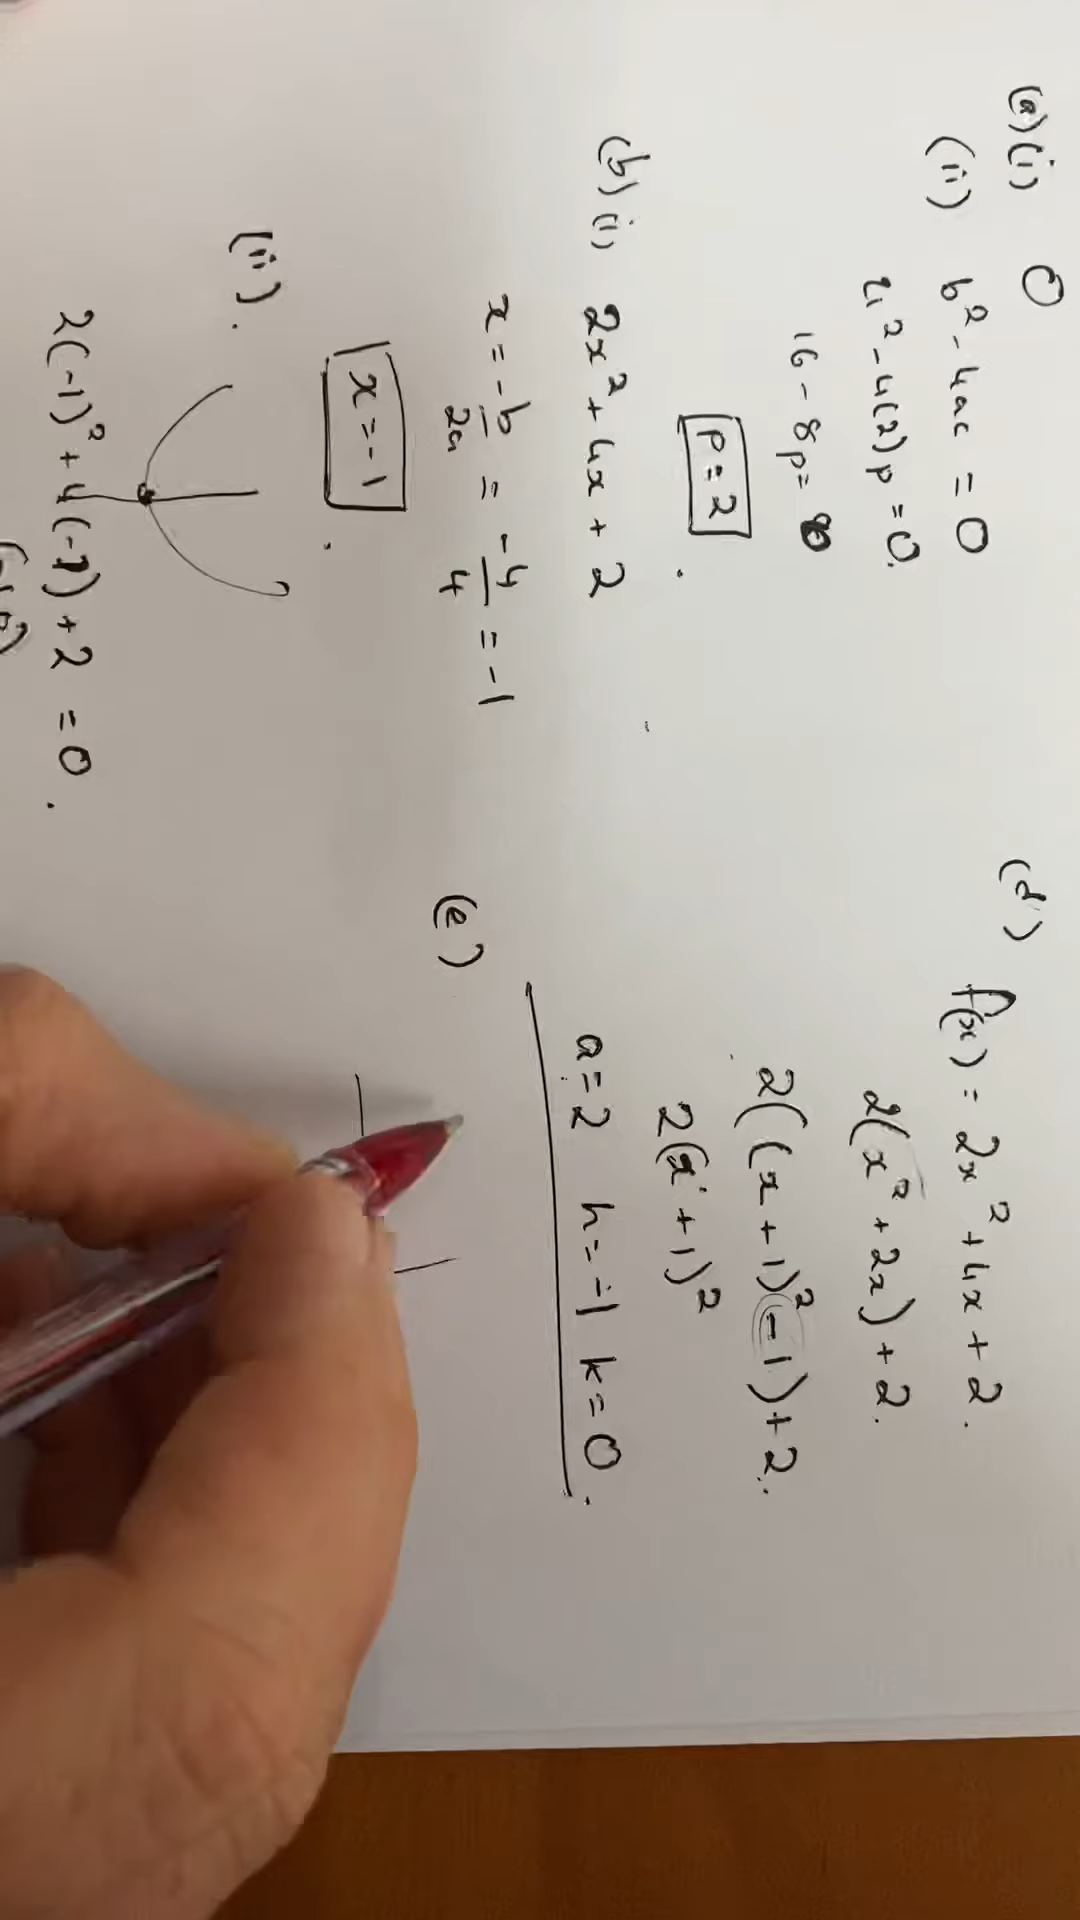 (a) (i) 0
(ii) b² - 4ac = 0
4² - 4(2)p = 0.
16 - 8p = 0
p = 2
(b) (i) 2x² + 4x + 2
x = -b/2a = -4/4 = -1
x = -1
(ii).
2(-1)² + 4(-1) + 2 = 0.
(d) f(x) = 2x² + 4x + 2.
2(x² + 2x) + 2.
2((x + 1)² - 1) + 2.
2(x + 1)²
a = 2 h = -1 k = 0.
(e)